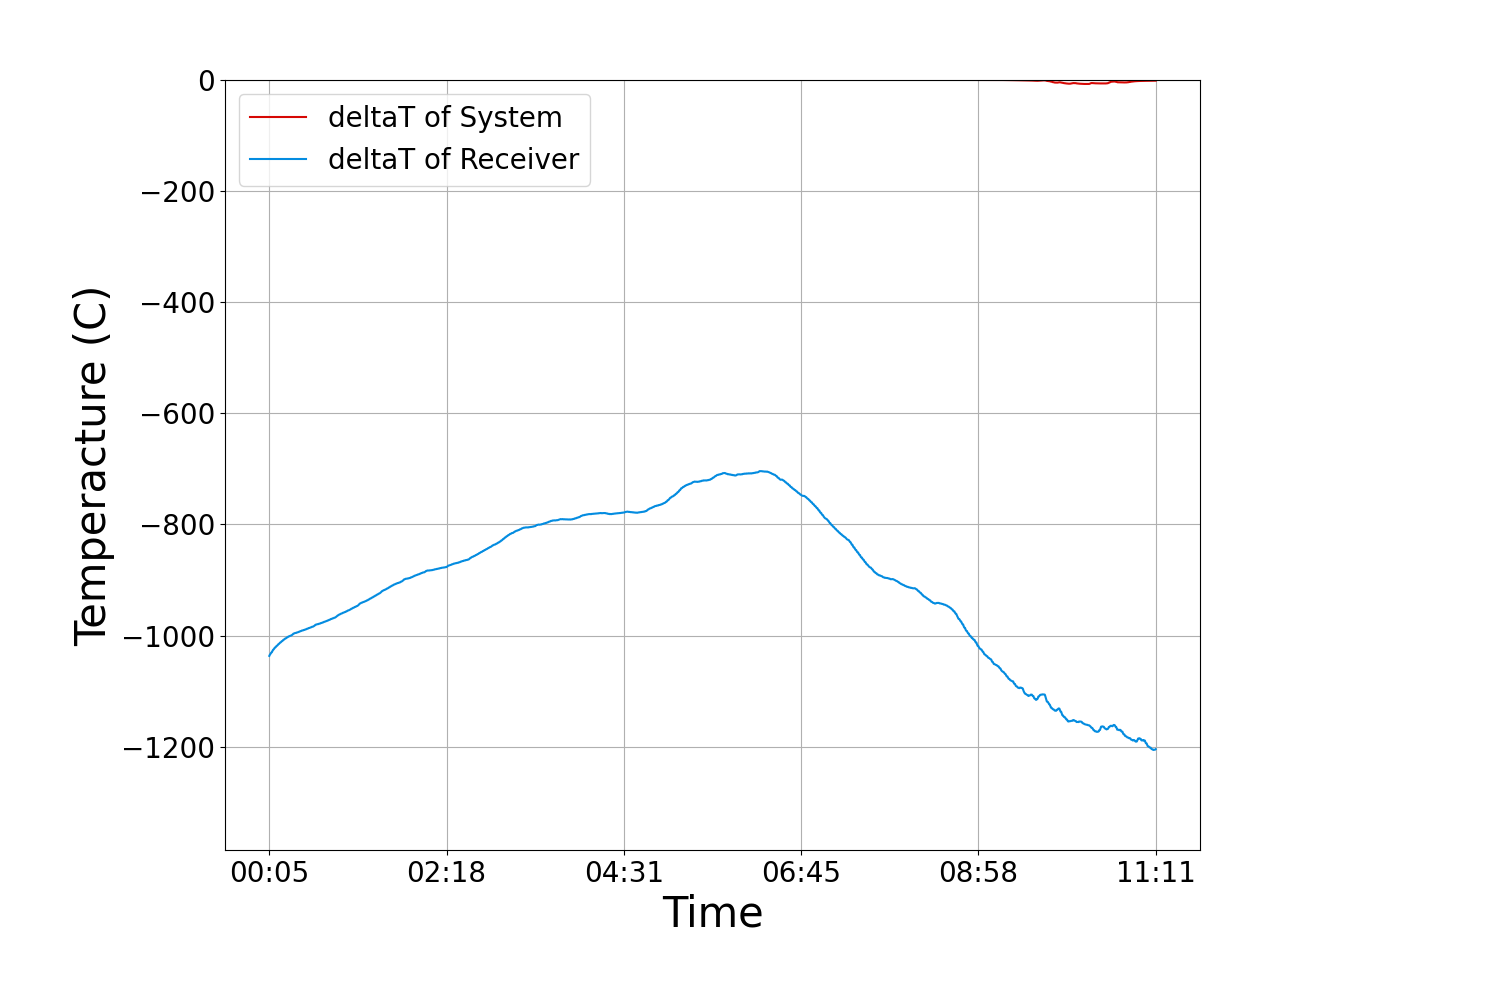 0
−200
−400
−600
−800
−1000
−1200
Temperacture (C)
deltaT of System
deltaT of Receiver
00:05 02:18 04:31 06:45 08:58 11:11
Time